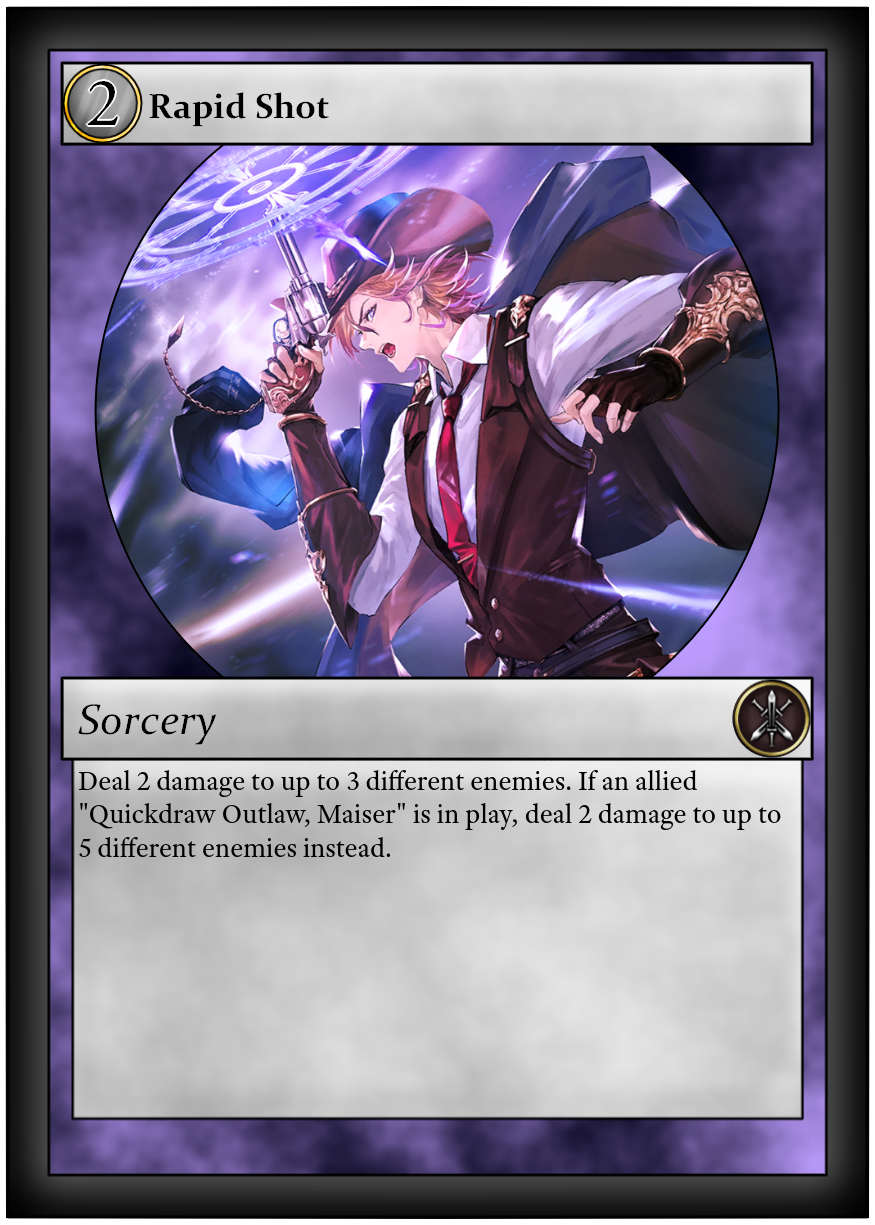 2 Rapid Shot
Sorcery
Deal 2 damage to up to 3 different enemies. If an allied
"Quickdraw Outlaw, Maiser" is in play, deal 2 damage to up to
5 different enemies instead.